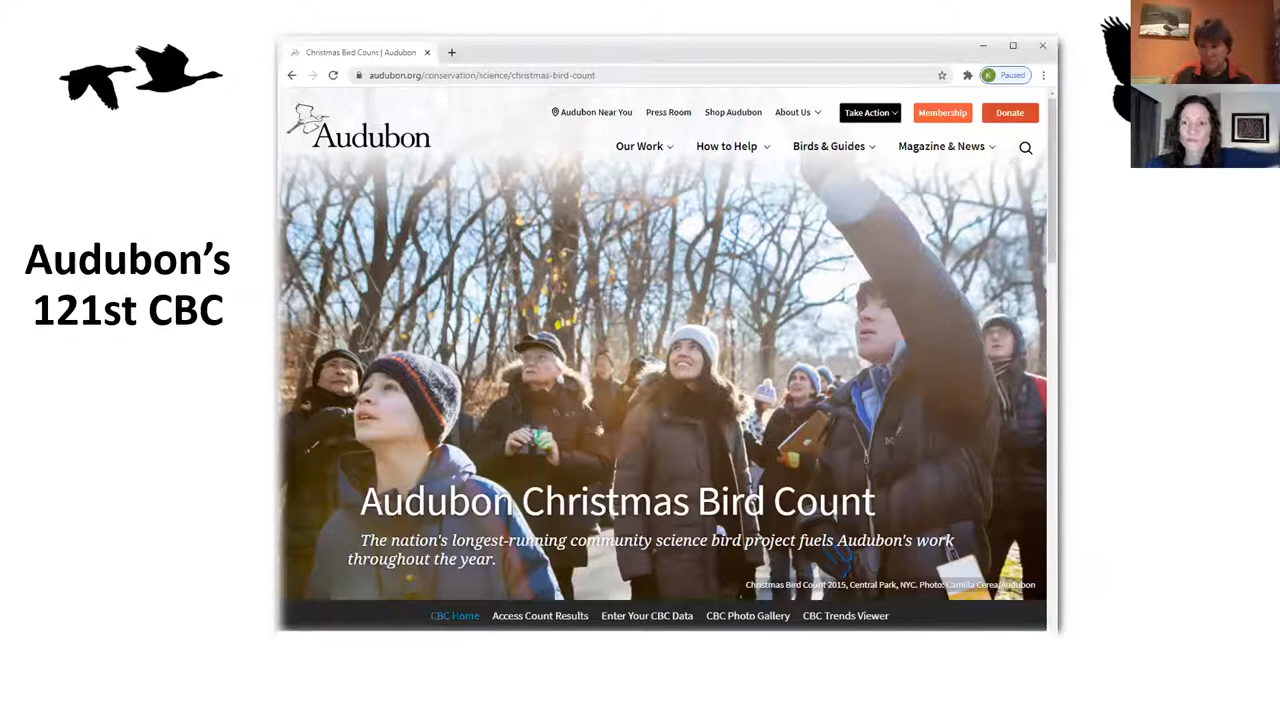 Audubon's
121st CBC
Christmas Bird Count | Audubon
audubon.org/conservation/science/christmas-bird-count
K
Paused
Audubon
Audubon Near You
Press Room
Shop Audubon
About Us
Take Action
Membership
Donate
Our Work
How to Help
Birds & Guides
Magazine & News
Audubon Christmas Bird Count
The nation's longest-running community science bird project fuels Audubon's work
throughout the year.
Christmas Bird Count 2015, Central Park, NYC. Photo: Camilla Cerea/Audubon
CBC Home
Access Count Results
Enter Your CBC Data
CBC Photo Gallery
CBC Trends Viewer